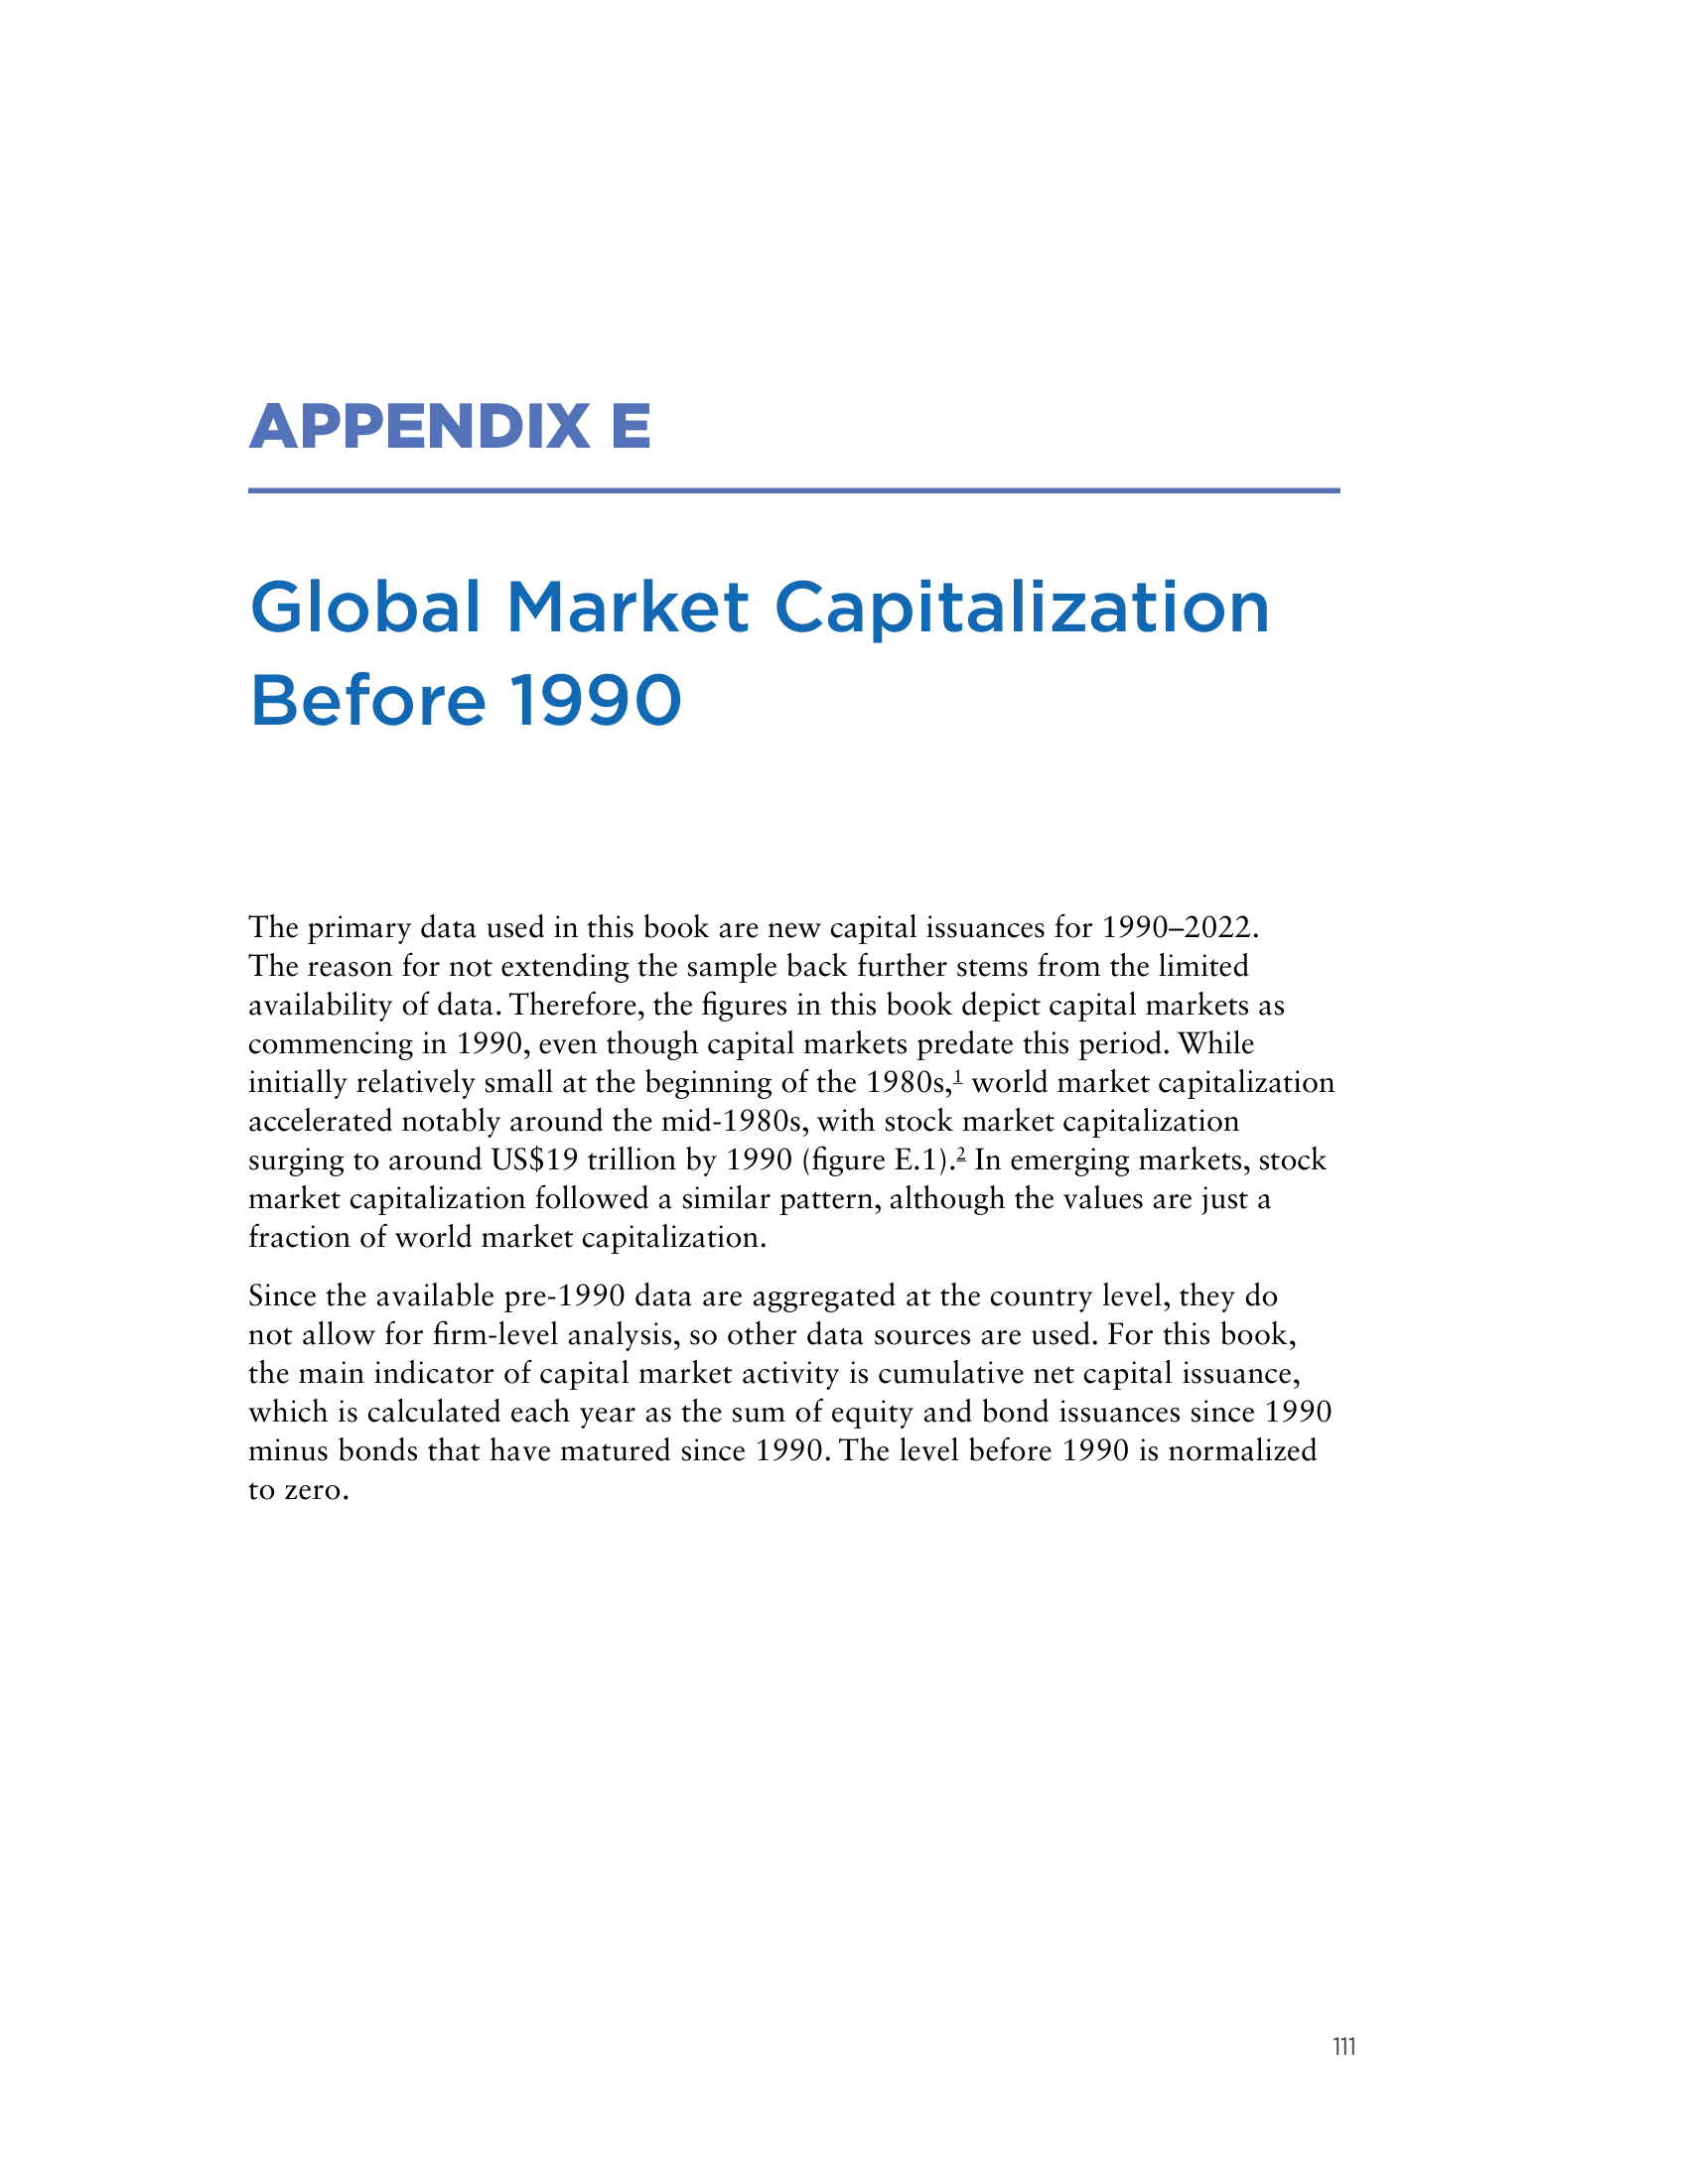 APPENDIX E
Global Market Capitalization
Before 1990
The primary data used in this book are new capital issuances for 1990–2022.
The reason for not extending the sample back further stems from the limited
availability of data. Therefore, the figures in this book depict capital markets as
commencing in 1990, even though capital markets predate this period. While
initially relatively small at the beginning of the 1980s,1 world market capitalization
accelerated notably around the mid-1980s, with stock market capitalization
surging to around US$19 trillion by 1990 (figure E.1).2 In emerging markets, stock
market capitalization followed a similar pattern, although the values are just a
fraction of world market capitalization.
Since the available pre-1990 data are aggregated at the country level, they do
not allow for firm-level analysis, so other data sources are used. For this book,
the main indicator of capital market activity is cumulative net capital issuance,
which is calculated each year as the sum of equity and bond issuances since 1990
minus bonds that have matured since 1990. The level before 1990 is normalized
to zero.
111